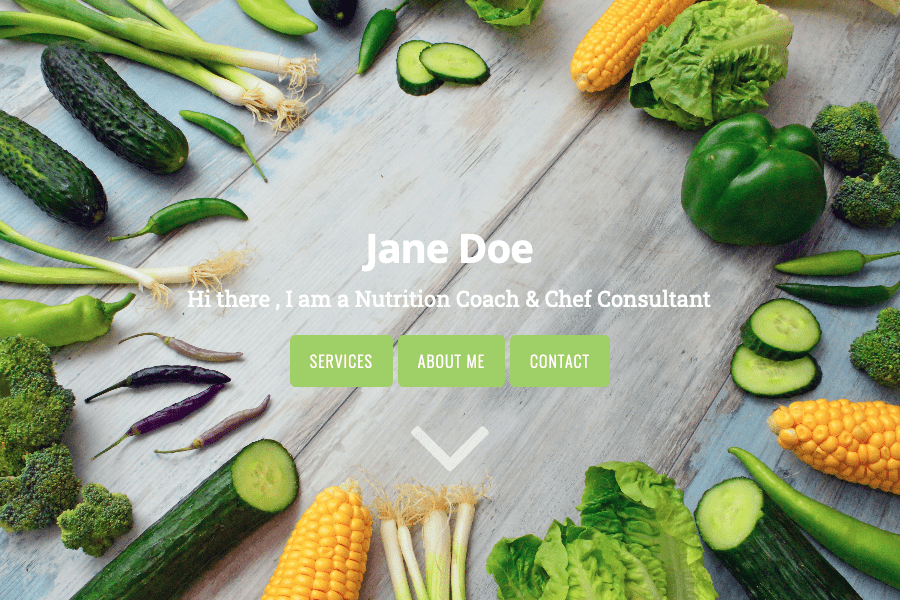 Jane Doe
Hi there , I am a Nutrition Coach & Chef Consultant
SERVICES ABOUT ME CONTACT